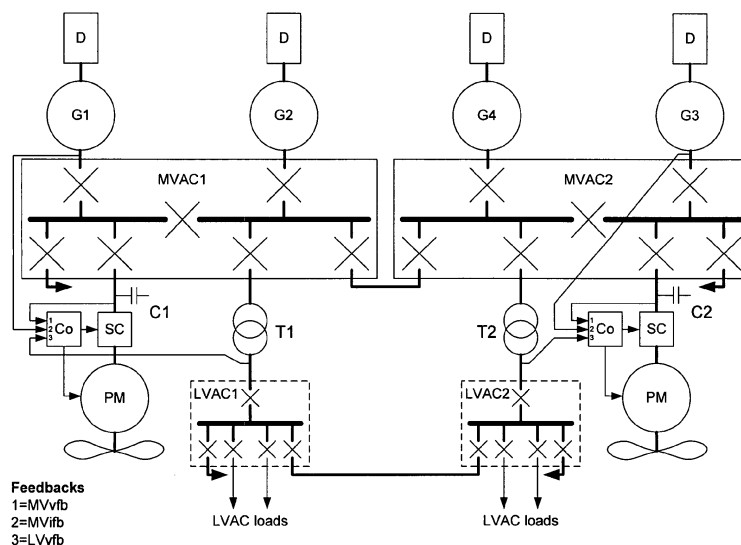 D D D D
G1 G2 G4 G3
MVAC1 MVAC2
C1 C2
1
2 Co SC T1 T2
3
1
2 Co SC
3
PM PM
LVAC1 LVAC2
Feedbacks
1=MVvfb
2=MVifb
3=LVvfb
LVAC loads LVAC loads